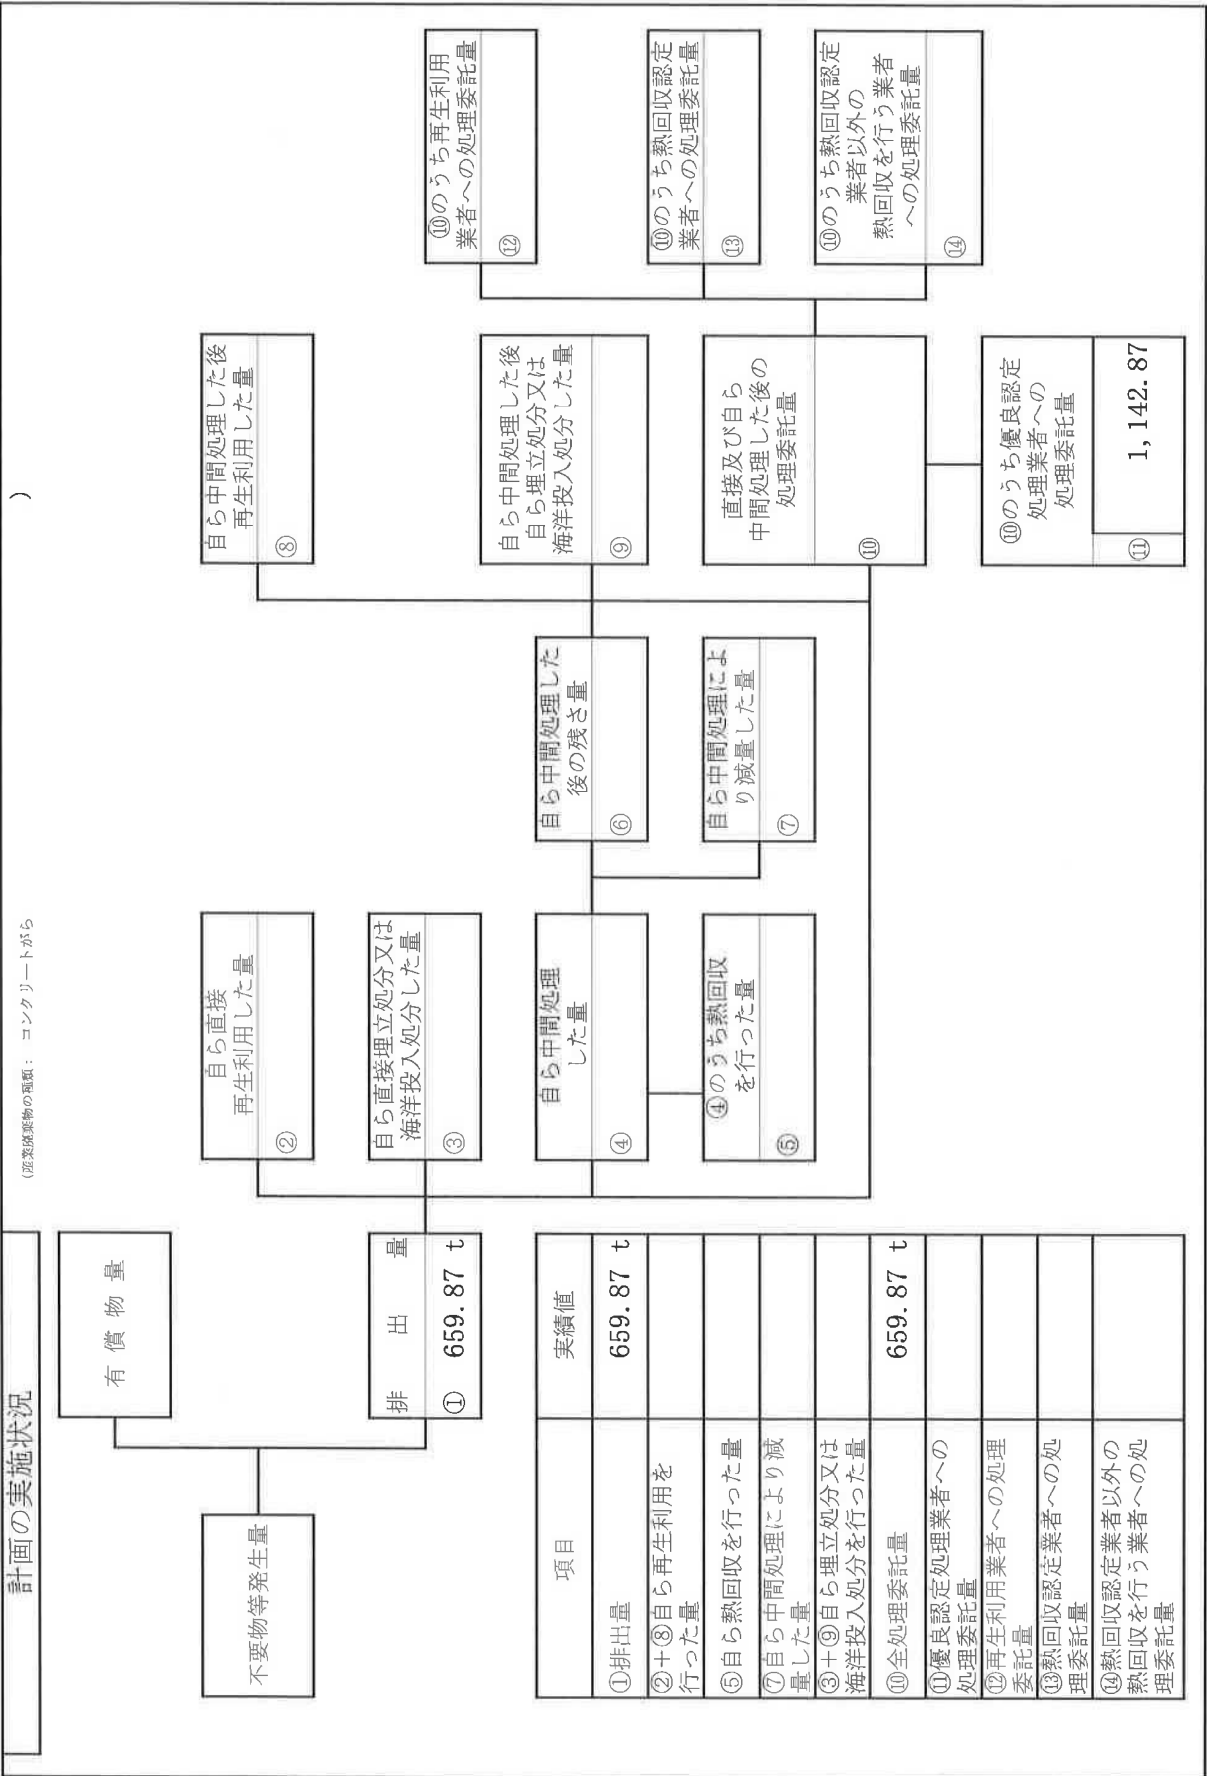 計画の実施状況
(産業廃棄物の種類： コンクリートがら
)
不要物等発生量
有 償 物 量
排 出 量
① 659.87 t
自ら直接
再生利用した量
②
自ら直接埋立処分又は
海洋投入処分した量
③
自ら中間処理
した量
④
④のうち熱回収
を行った量
⑤
自ら中間処理した
後の残さ量
⑥
自ら中間処理によ
り減量した量
⑦
自ら中間処理した後
再生利用した量
⑧
自ら中間処理した後
自ら埋立処分又は
海洋投入処分した量
⑨
直接及び自ら
中間処理した後の
処理委託量
⑩
⑩のうち優良認定
処理業者への
処理委託量
⑪ 1,142.87
⑩のうち再生利用
業者への処理委託量
⑫
⑩のうち熱回収認定
業者への処理委託量
⑬
⑩のうち熱回収認定
業者以外の
熱回収を行う業者
への処理委託量
⑭
項目 実績値
①排出量 659.87 t
②＋⑧自ら再生利用を
行った量
⑤自ら熱回収を行った量
⑦自ら中間処理により減
量した量
③＋⑨自ら埋立処分又は
海洋投入処分を行った量
⑩全処理委託量 659.87 t
⑪優良認定処理業者への
処理委託量
⑫再生利用業者への処理
委託量
⑬熱回収認定業者への処
理委託量
⑭熱回収認定業者以外の
熱回収を行う業者への処
理委託量